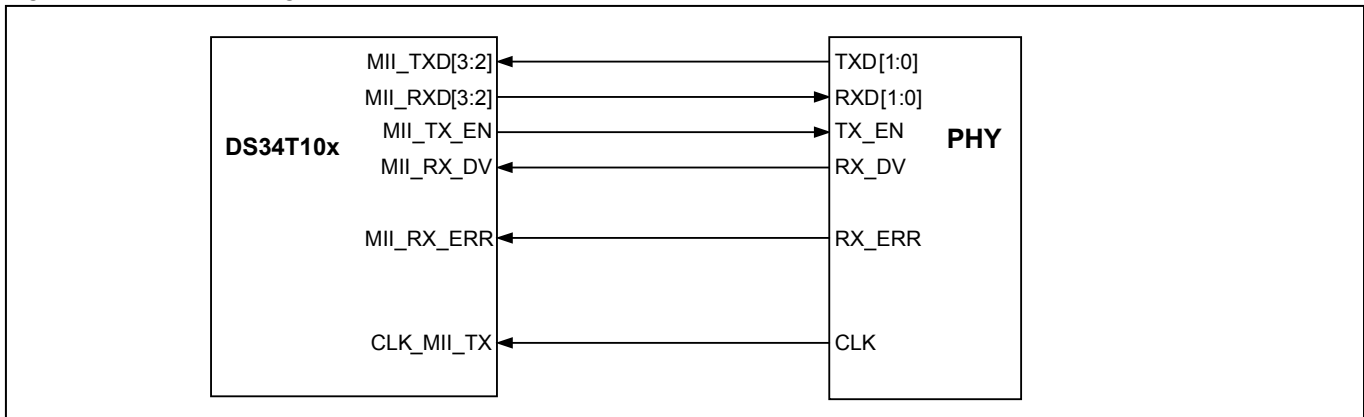 MII_TXD[3:2] TXD[1:0]
MII_RXD[3:2] RXD[1:0]
MII_TX_EN TX_EN
DS34T10x PHY
MII_RX_DV RX_DV
MII_RX_ERR RX_ERR
CLK_MII_TX CLK